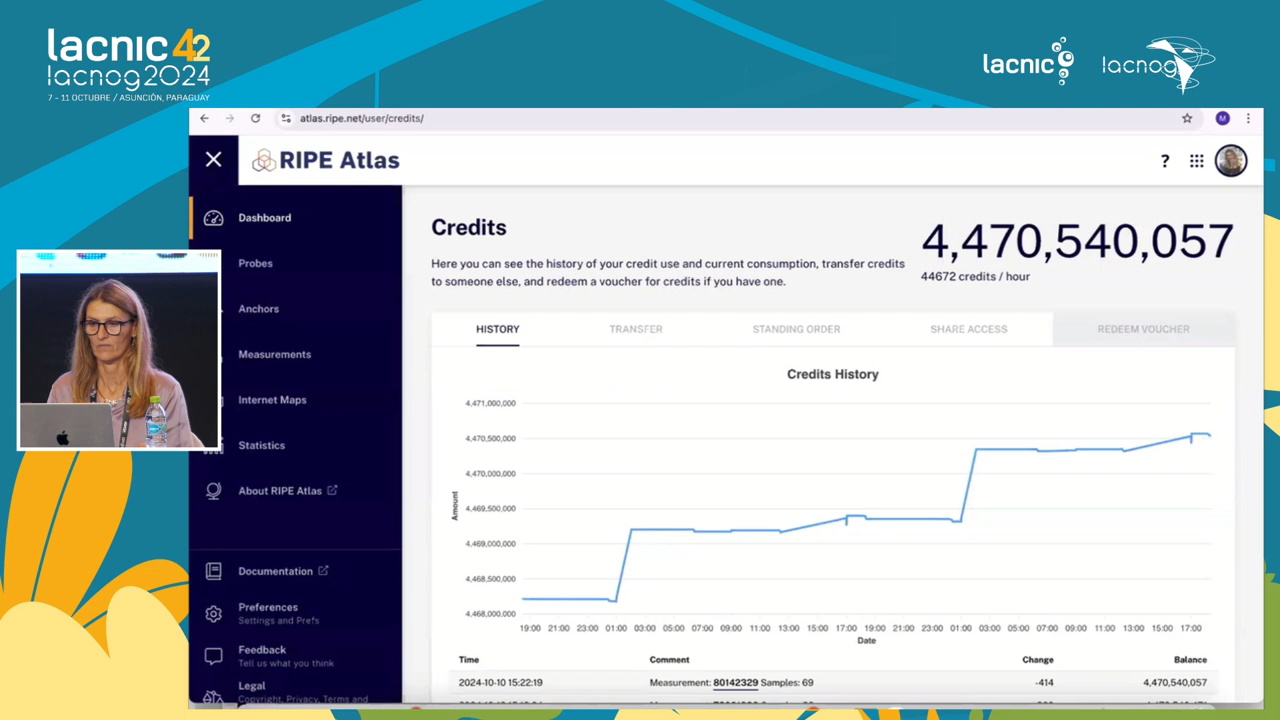 lacnic 42
lacnog2024
7 - 11 OCTUBRE / ASUNCIÓN, PARAGUAY
lacnic
lacnog
atlas.ripe.net/user/credits/
M
RIPE Atlas
?
Dashboard
Probes
Anchors
Measurements
Internet Maps
Statistics
About RIPE Atlas
Documentation
Preferences
Settings and Prefs
Feedback
Tell us what you think
Legal
Copyright, Privacy, Terms and
Credits
Here you can see the history of your credit use and current consumption, transfer credits
to someone else, and redeem a voucher for credits if you have one.
4,470,540,057
44672 credits / hour
HISTORY TRANSFER STANDING ORDER SHARE ACCESS REDEEM VOUCHER
Credits History
Amount
4,471,000,000
4,470,500,000
4,470,000,000
4,469,500,000
4,469,000,000
4,468,500,000
4,468,000,000
19:00 21:00 23:00 01:00 03:00 05:00 07:00 09:00 11:00 13:00 15:00 17:00 19:00 21:00 23:00 01:00 03:00 05:00 07:00 09:00 11:00 13:00 15:00 17:00
Date
Time Comment Change Balance
2024-10-10 15:22:19 Measurement: 80142329 Samples: 69 -414 4,470,540,057